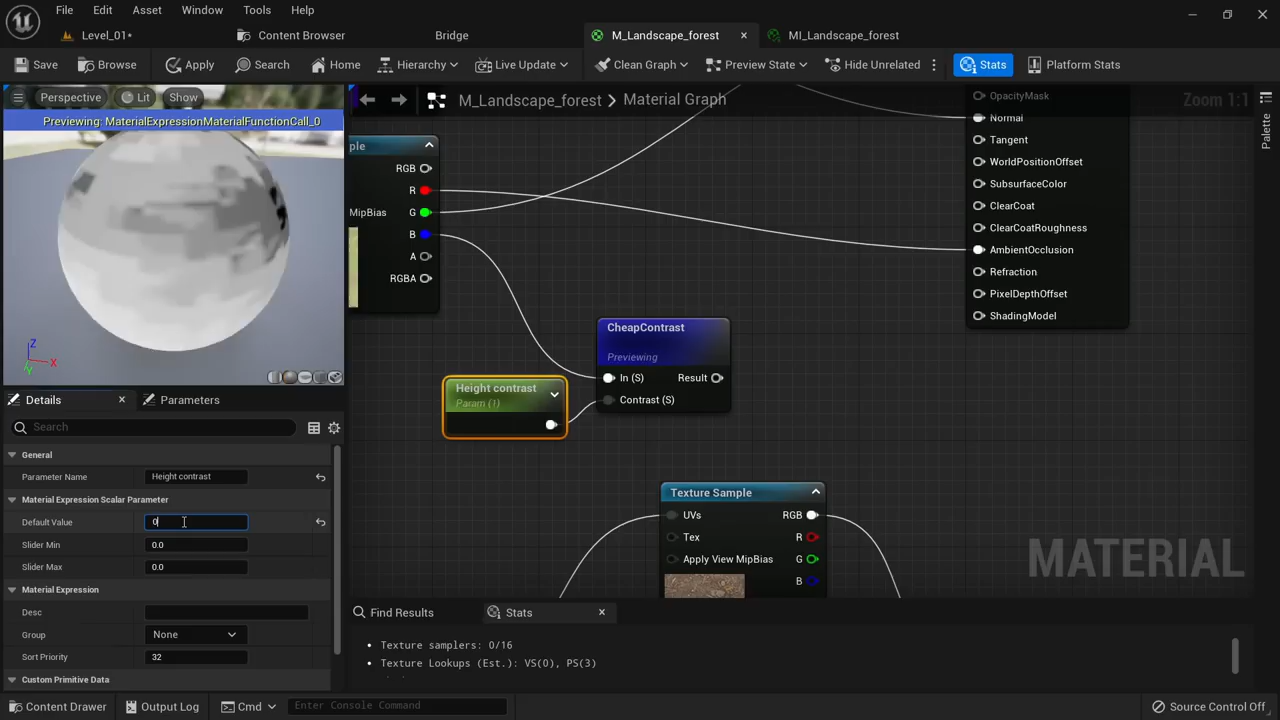 File Edit Asset Window Tools Help
Level_01* Content Browser Bridge M_Landscape_forest MI_Landscape_forest
Save Browse Apply Search Home Hierarchy Live Update Clean Graph Preview State Hide Unrelated Stats Platform Stats
Perspective Lit Show
M_Landscape_forest Material Graph
Zoom 1:1
Palette
Previewing: MaterialExpressionMaterialFunctionCall_0
Z
X
Y
ple
RGB
R
MipBias G
B
A
RGBA
OpacityMask
Normal
Tangent
WorldPositionOffset
SubsurfaceColor
ClearCoat
ClearCoatRoughness
AmbientOcclusion
Refraction
PixelDepthOffset
ShadingModel
CheapContrast
Previewing
In (S) Result
Contrast (S)
Height contrast
Param (1)
Texture Sample
UVs RGB
Tex R
Apply View MipBias G
B
MATERIAL
Details Parameters
Search
General
Parameter Name Height contrast
Material Expression Scalar Parameter
Default Value 0
Slider Min 0.0
Slider Max 0.0
Material Expression
Desc
Group None
Sort Priority 32
Custom Primitive Data
Find Results Stats
• Texture samplers: 0/16
• Texture Lookups (Est.): VS(0), PS(3)
Content Drawer Output Log Cmd Enter Console Command Source Control Off